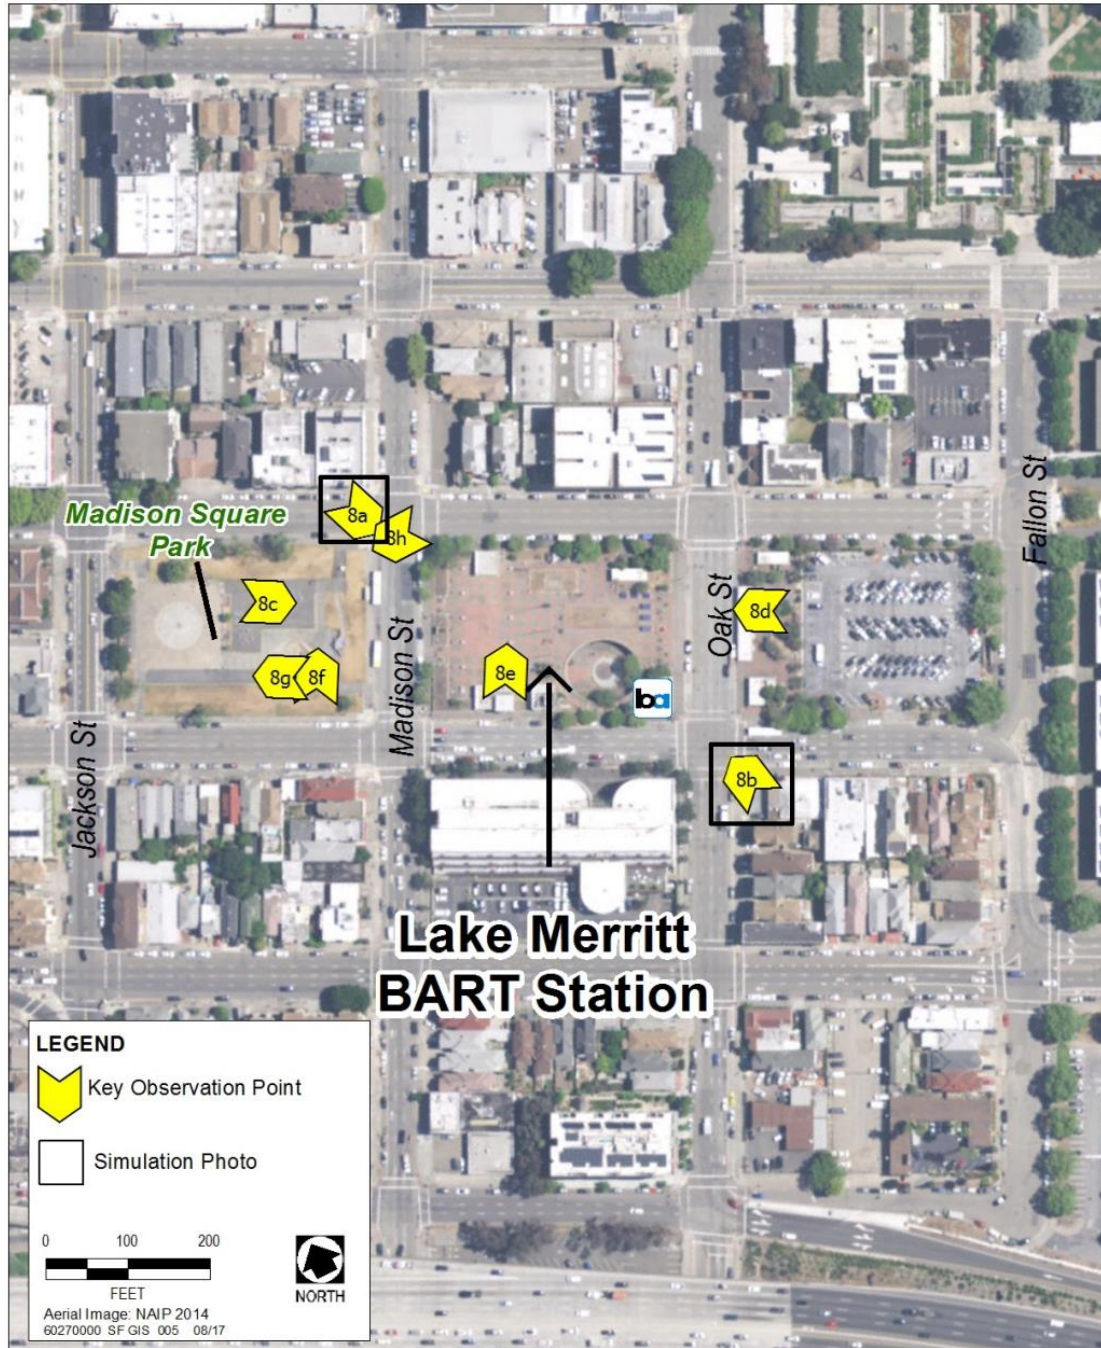 8a
8h
Madison Square
Park
8c
8d
8g
8f
8e
ba
Jackson St
Madison St
Oak St
Fallon St
8b
Lake Merritt
BART Station
LEGEND
Key Observation Point
Simulation Photo
0 100 200
FEET
NORTH
Aerial Image: NAIP 2014
60270000 SF GIS 005 08/17